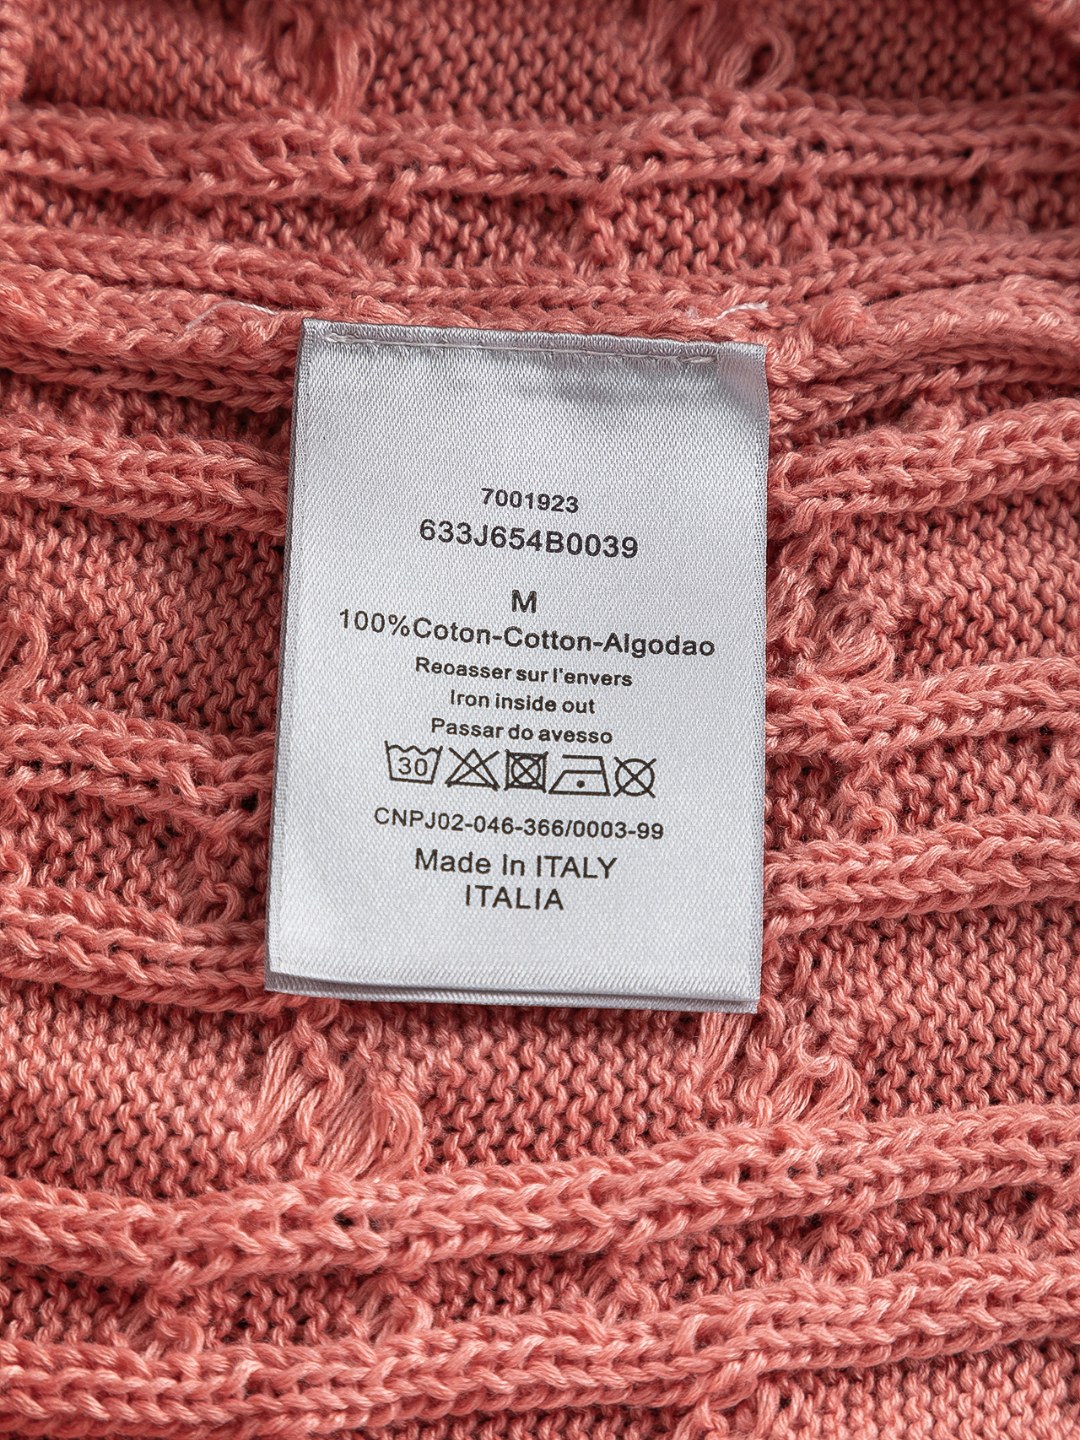 7001923
633J654B0039
M
100%Coton-Cotton-Algodao
Reoasser sur l'envers
Iron inside out
Passar do avesso
30
CNPJ02-046-366/0003-99
Made In ITALY
ITALIA